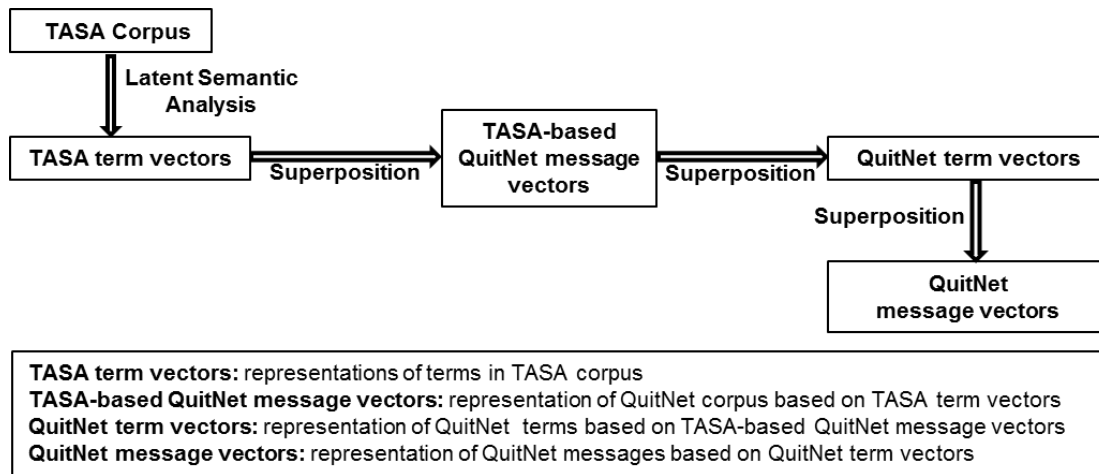 TASA Corpus
Latent Semantic
Analysis
TASA term vectors
Superposition
TASA-based
QuitNet message
vectors
Superposition
QuitNet term vectors
Superposition
QuitNet
message vectors
TASA term vectors: representations of terms in TASA corpus
TASA-based QuitNet message vectors: representation of QuitNet corpus based on TASA term vectors
QuitNet term vectors: representation of QuitNet terms based on TASA-based QuitNet message vectors
QuitNet message vectors: representation of QuitNet messages based on QuitNet term vectors